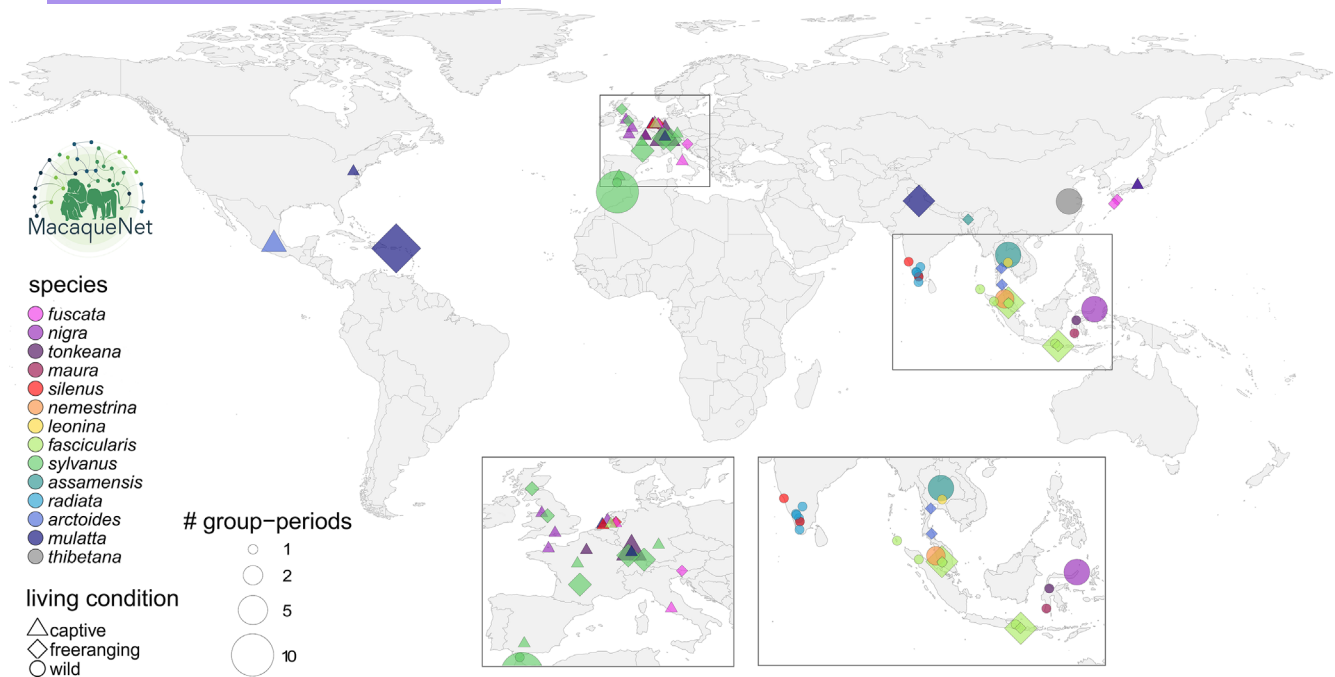 MacaqueNet
species
fuscata
nigra
tonkeana
maura
silenus
nemestrina
leonina
fascicularis
sylvanus
assamensis
radiata
arctoides
mulatta
thibetana
living condition
captive
freeranging
wild
# group−periods
1
2
5
10